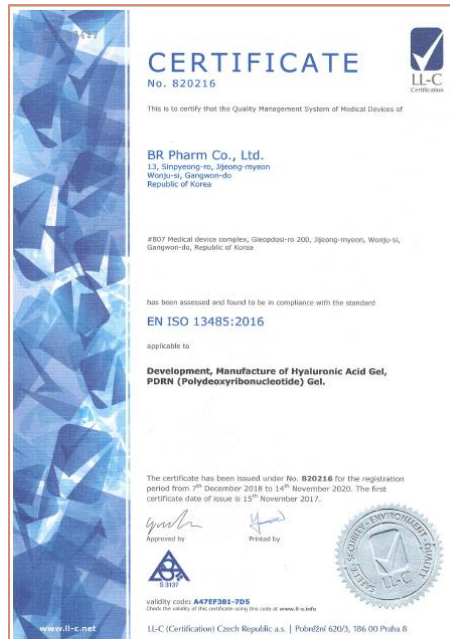 CERTIFICATE
No. 820216
LL-C
Certification
This is to certify that the Quality Management System of Medical Devices of
BR Pharm Co., Ltd.
13, Sinpyeong-ro, Jijeong-myeon
Wonju-si, Gangwon-do
Republic of Korea
#807 Medical device complex, Gieopdosi-ro 200, Jijeong-myeon, Wonju-si,
Gangwon-do, Republic of Korea
has been assessed and found to be in compliance with the standard
EN ISO 13485:2016
applicable to
Development, Manufacture of Hyaluronic Acid Gel,
PDRN (Polydeoxyribonucleotide) Gel.
The certificate has been issued under No. 820216 for the registration
period from 7th December 2018 to 14th November 2020. The first
certificate date of issue is 15th November 2017.
Approved by
Printed by
S 3137
SAFETY · SECURITY · ENVIRONMENT · QUALITY
LL-C
validity code: A47EF381-7D5
Check the validity of this certificate using this code at www.ll-c.info
www.ll-c.net
LL-C (Certification) Czech Republic a.s. | Pobřežní 620/3, 186 00 Praha 8